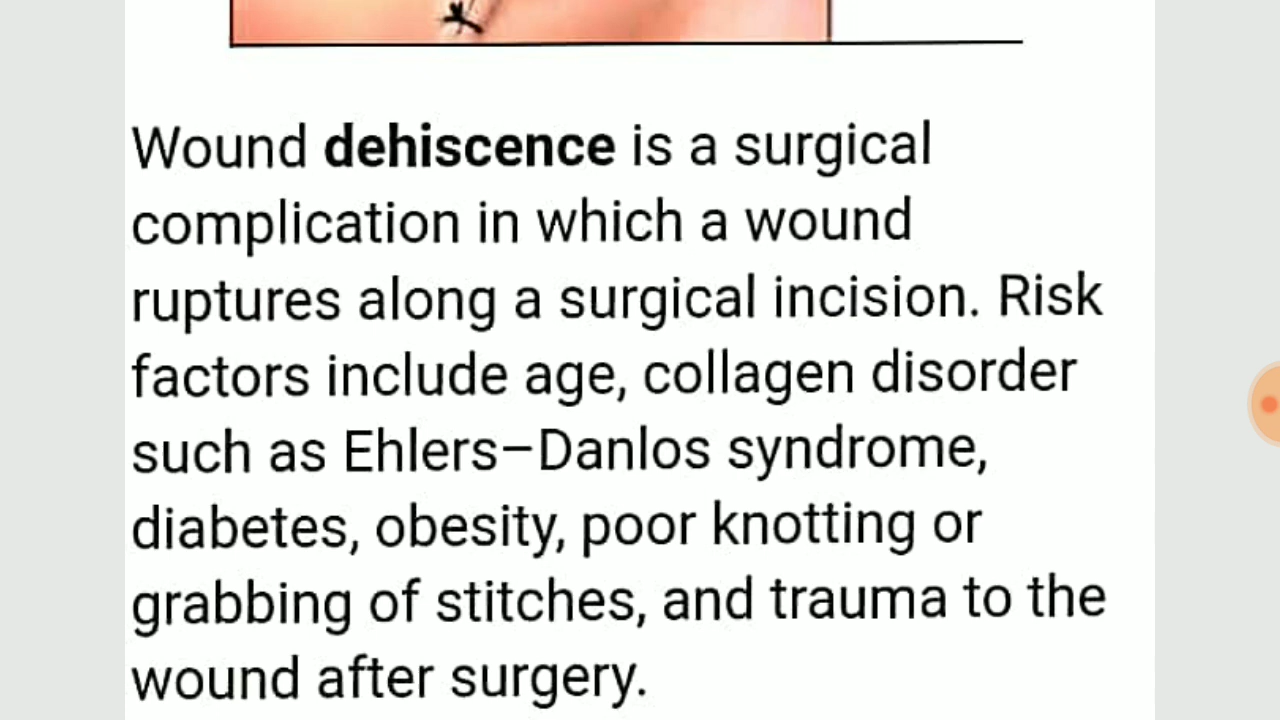 Wound dehiscence is a surgical
complication in which a wound
ruptures along a surgical incision. Risk
factors include age, collagen disorder
such as Ehlers–Danlos syndrome,
diabetes, obesity, poor knotting or
grabbing of stitches, and trauma to the
wound after surgery.